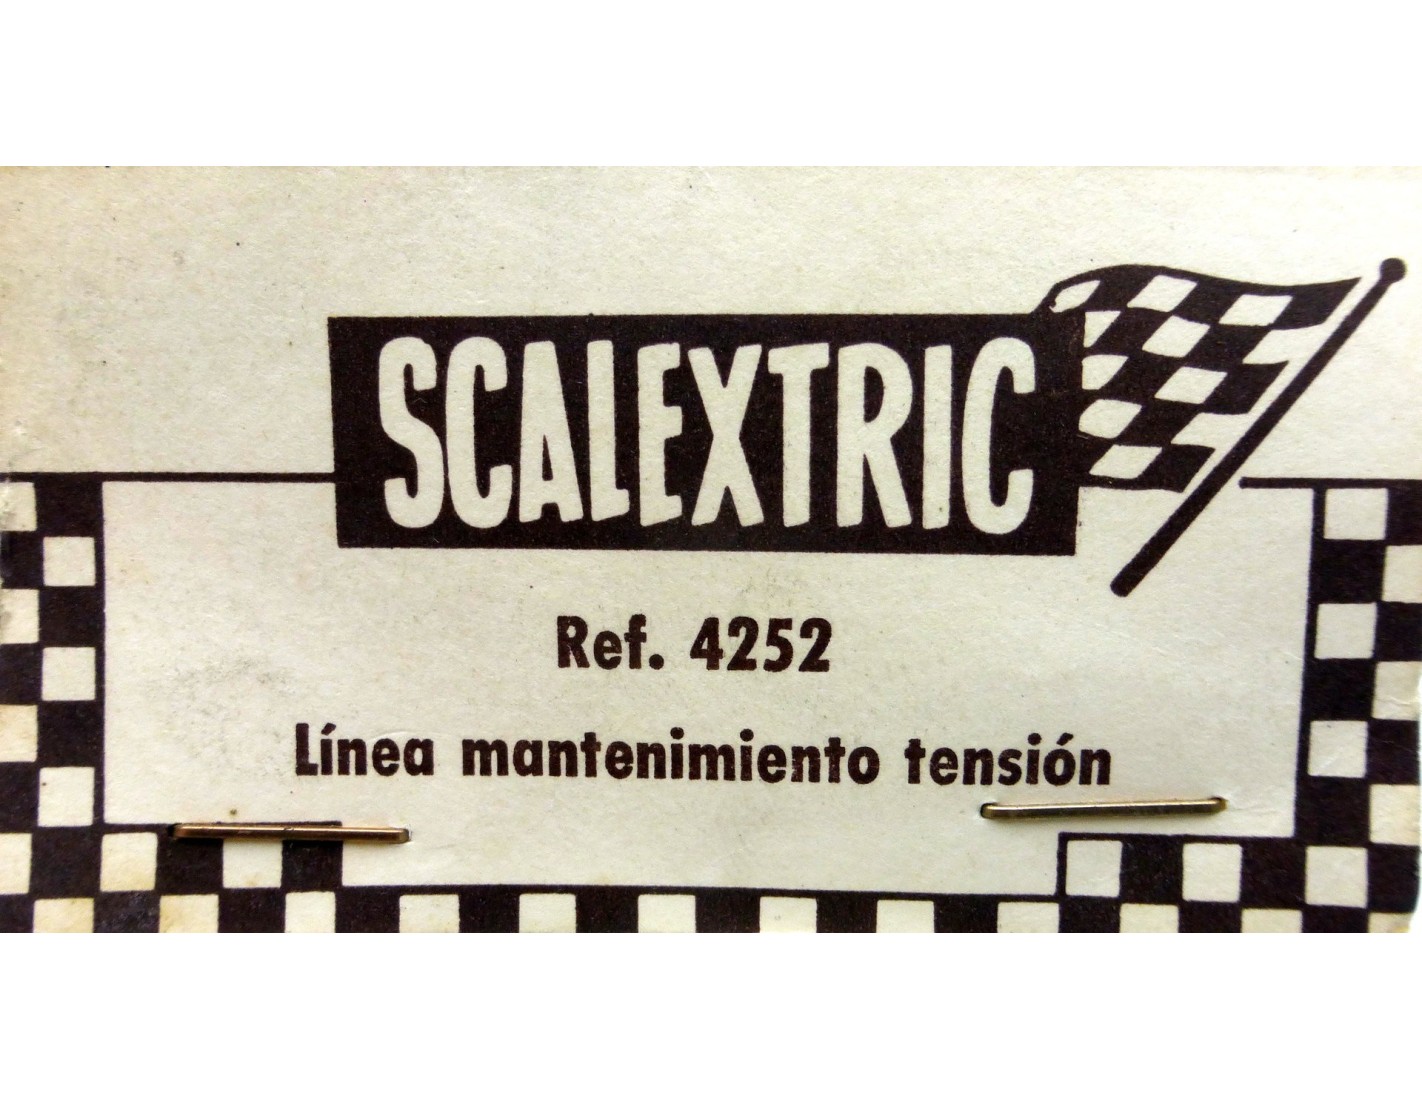 SCALEXTRIC
Ref. 4252
Línea mantenimiento tensión